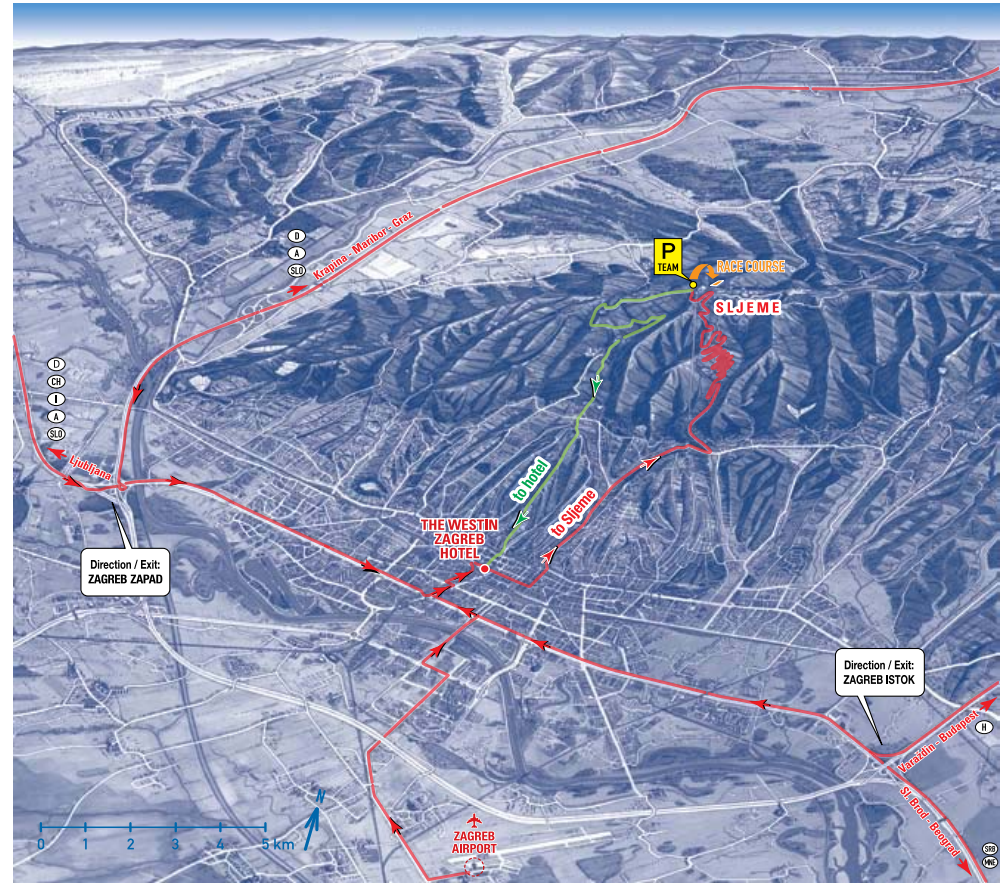 D
A
SLO
Krapina - Maribor - Graz
P
TEAM
RACE COURSE
SLJEME
D
CH
I
A
SLO
Ljubljana
to hotel
to Sljeme
THE WESTIN
ZAGREB
HOTEL
Direction / Exit:
ZAGREB ZAPAD
Direction / Exit:
ZAGREB ISTOK
H
Varaždin - Budapest
Sl. Brod - Beograd
SRB
MNE
N
0 1 2 3 4 5 km
ZAGREB
AIRPORT